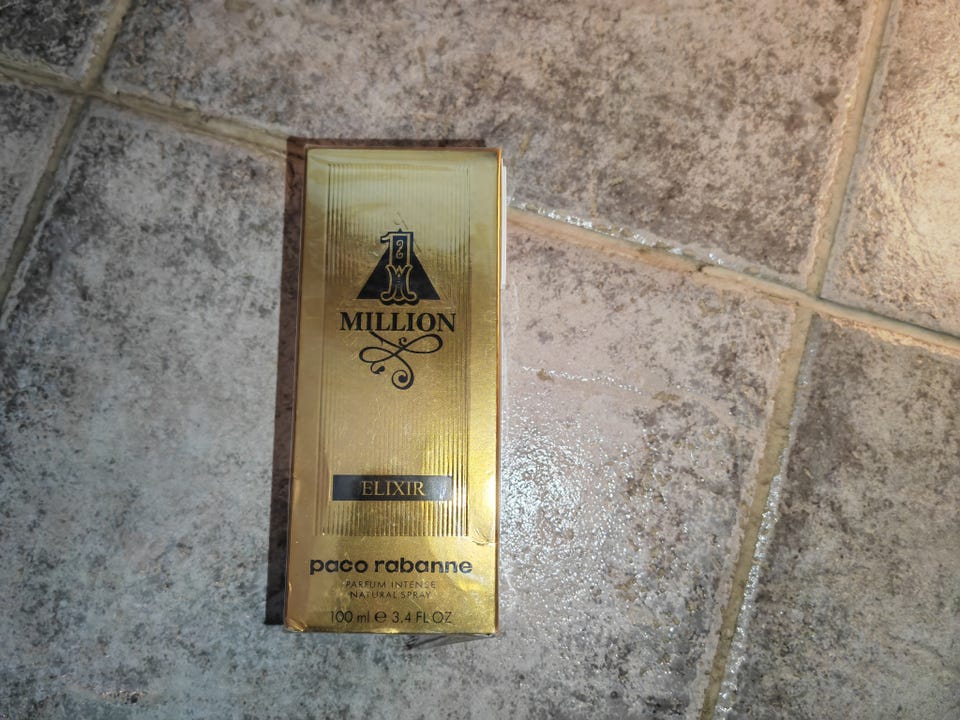 1
MILLION
ELIXIR
paco rabanne
PARFUM INTENSE
NATURAL SPRAY
100 ml e 3.4 FL OZ